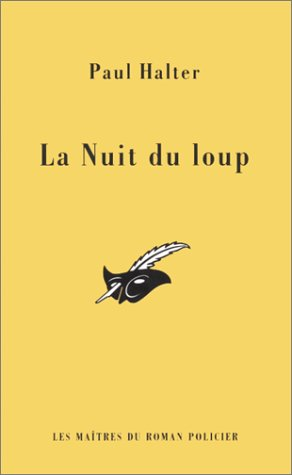 Paul Halter
La Nuit du loup
LES MAÎTRES DU ROMAN POLICIER